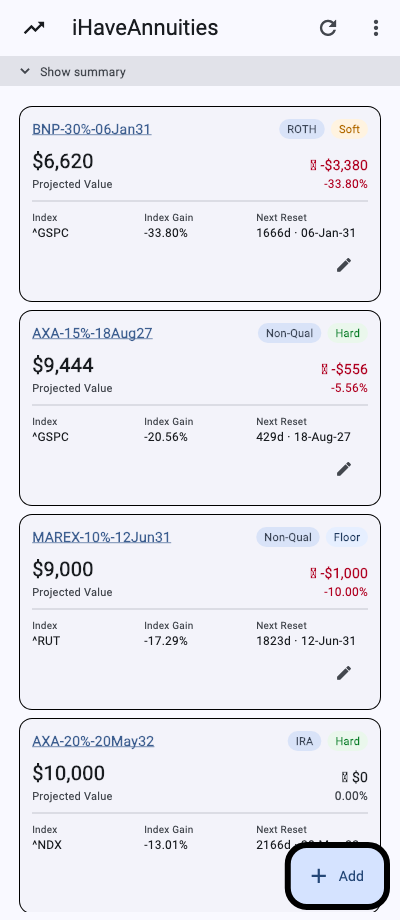 iHaveAnnuities
Show summary
BNP-30%-06Jan31 ROTH Soft
$6,620 -$3,380
Projected Value -33.80%
Index Index Gain Next Reset
^GSPC -33.80% 1666d · 06-Jan-31
AXA-15%-18Aug27 Non-Qual Hard
$9,444 -$556
Projected Value -5.56%
Index Index Gain Next Reset
^GSPC -20.56% 429d · 18-Aug-27
MAREX-10%-12Jun31 Non-Qual Floor
$9,000 -$1,000
Projected Value -10.00%
Index Index Gain Next Reset
^RUT -17.29% 1823d · 12-Jun-31
AXA-20%-20May32 IRA Hard
$10,000 $0
Projected Value 0.00%
Index Index Gain Next Reset
^NDX -13.01% 2166d
Add